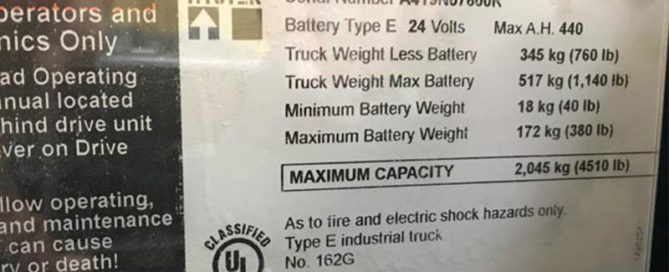 perators and
nics Only
ad Operating
nual located
hind drive unit
ver on Drive
llow operating,
and maintenance
can cause
ry or death!
Battery Type E 24 Volts Max A.H. 440
Truck Weight Less Battery 345 kg (760 lb)
Truck Weight Max Battery 517 kg (1,140 lb)
Minimum Battery Weight 18 kg (40 lb)
Maximum Battery Weight 172 kg (380 lb)
MAXIMUM CAPACITY 2,045 kg (4510 lb)
CLASSIFIED
UL
As to fire and electric shock hazards only.
Type E industrial truck
No. 162G